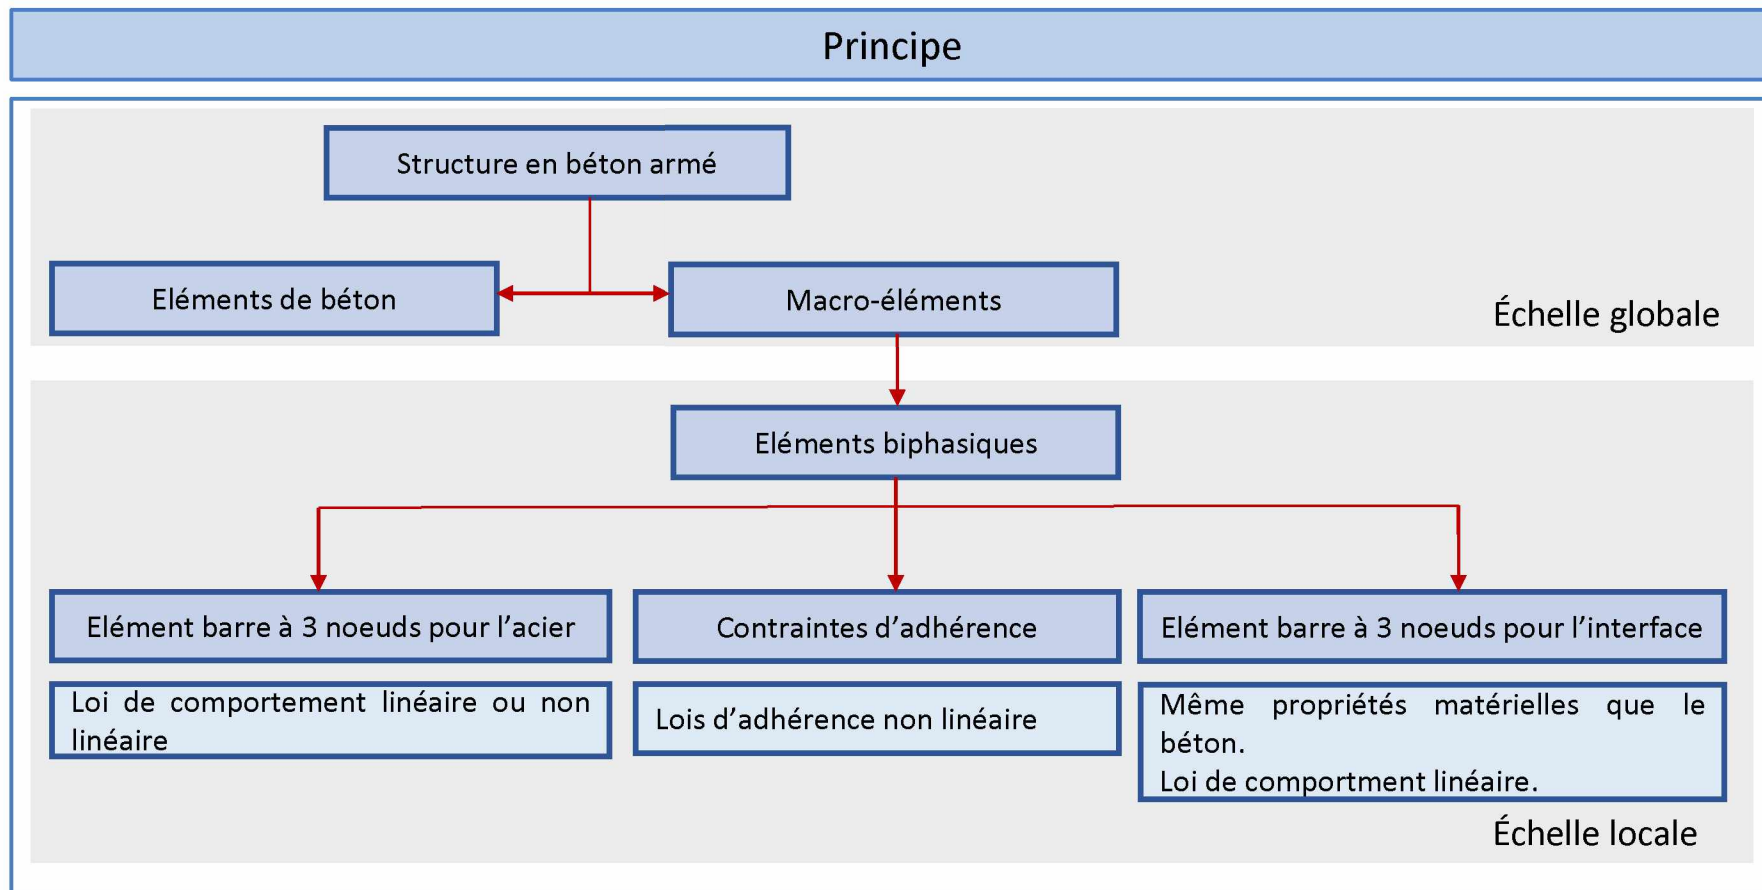 Principe
Structure en béton armé
Eléments de béton
Macro-éléments
Échelle globale
Eléments biphasiques
Elément barre à 3 noeuds pour l'acier
Contraintes d'adhérence
Elément barre à 3 noeuds pour l'interface
Loi de comportement linéaire ou non
linéaire
Lois d'adhérence non linéaire
Même propriétés matérielles que le
béton.
Loi de comportment linéaire.
Échelle locale